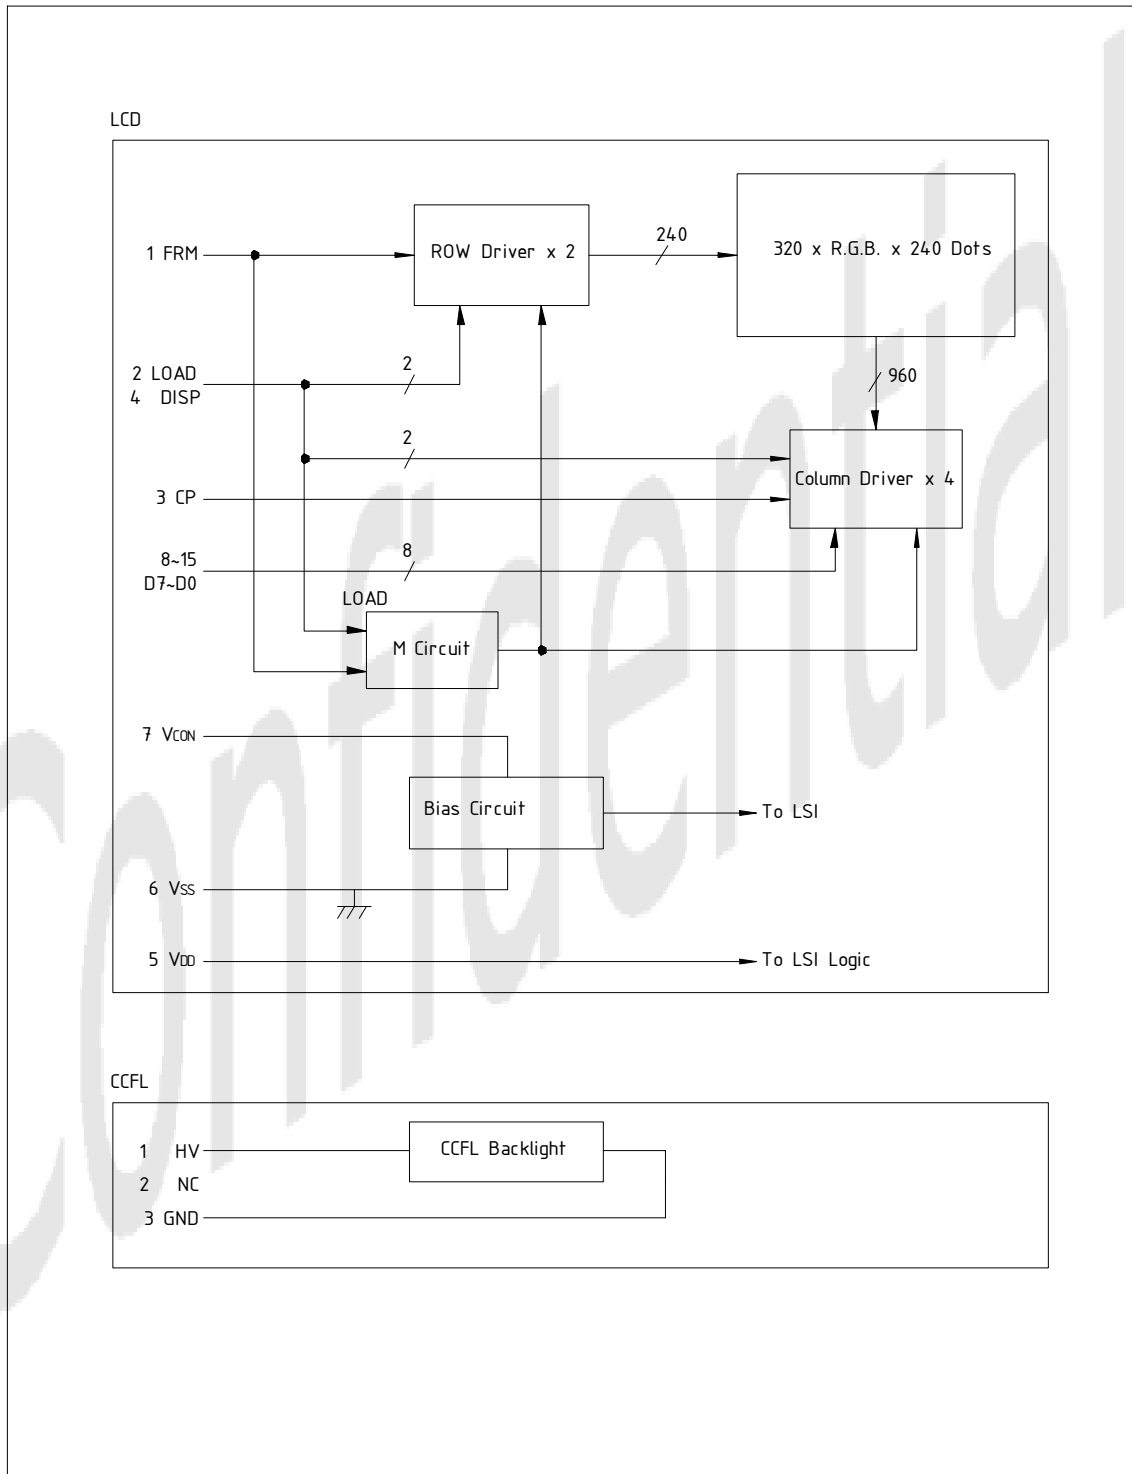 LCD
1 FRM
ROW Driver x 2
240
320 x R.G.B. x 240 Dots
2 LOAD
4 DISP
2
960
2
Column Driver x 4
3 CP
8~15
D7~D0
8
LOAD
M Circuit
7 VCON
Bias Circuit
To LSI
6 VSS
5 VDD
To LSI Logic
CCFL
1 HV
CCFL Backlight
2 NC
3 GND
Confidential